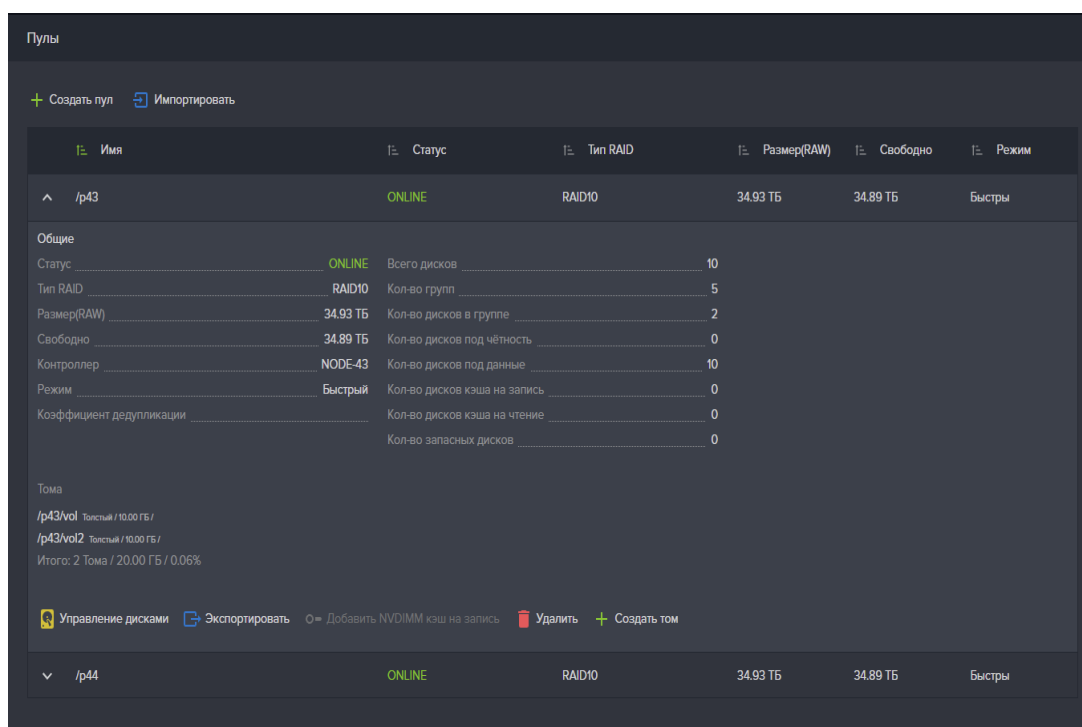 Пулы
Создать пул Импортировать
Имя Статус Тип RAID Размер(RAW) Свободно Режим
/p43 ONLINE RAID10 34.93 ТБ 34.89 ТБ Быстры
Общие
Статус ONLINE Всего дисков 10
Тип RAID RAID10 Кол-во групп 5
Размер(RAW) 34.93 ТБ Кол-во дисков в группе 2
Свободно 34.89 ТБ Кол-во дисков под чётность 0
Контроллер NODE-43 Кол-во дисков под данные 10
Режим Быстрый Кол-во дисков кэша на запись 0
Коэффициент дедупликации Кол-во дисков кэша на чтение 0
Кол-во запасных дисков 0
Тома
/p43/vol Толстый / 10.00 ГБ /
/p43/vol2 Толстый / 10.00 ГБ /
Итого: 2 Тома / 20.00 ГБ / 0.06%
Управление дисками Экспортировать Добавить NVDIMM кэш на запись Удалить Создать том
/p44 ONLINE RAID10 34.93 ТБ 34.89 ТБ Быстры